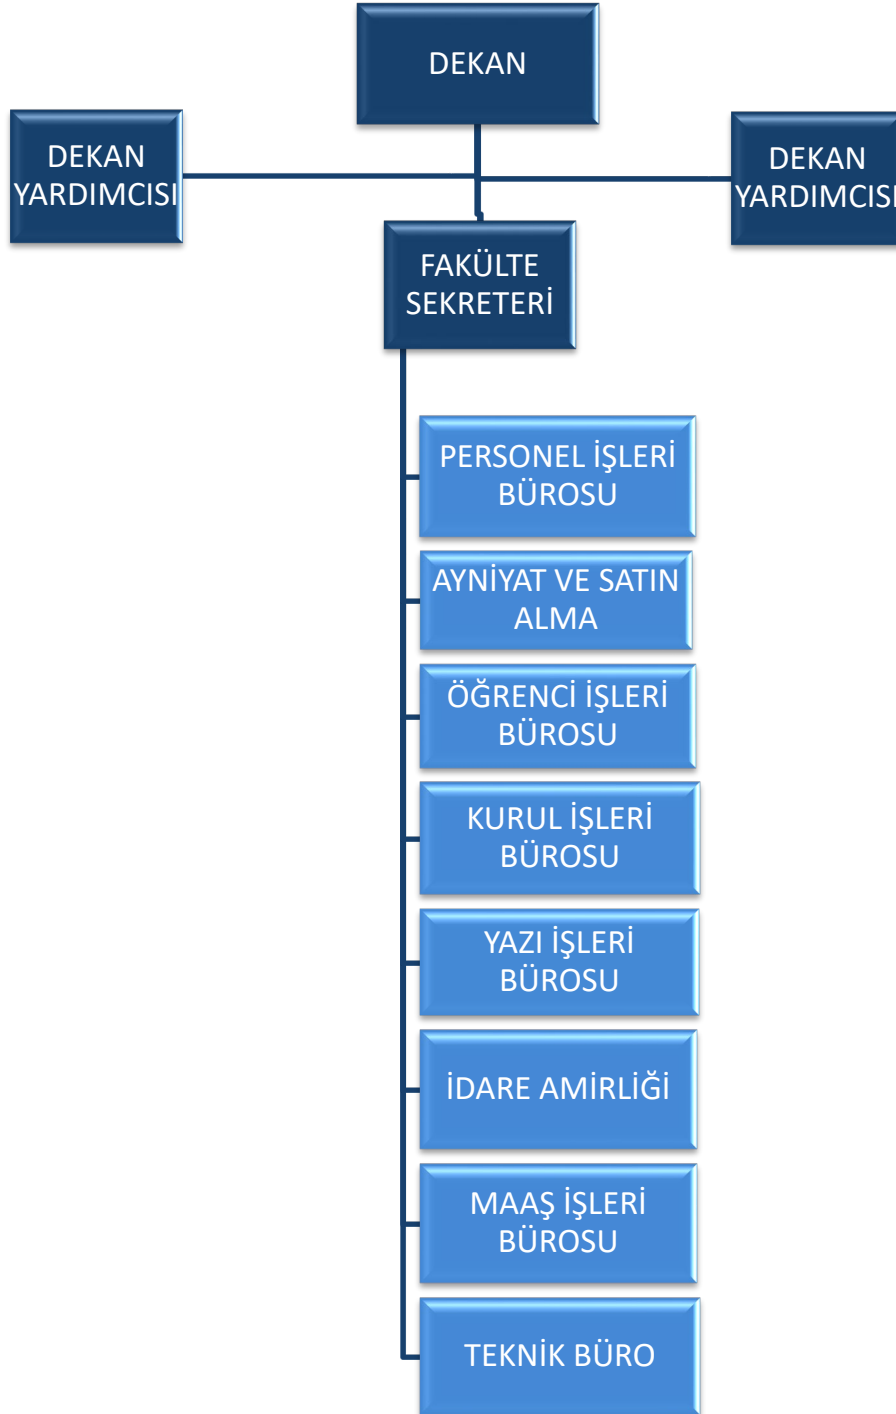 DEKAN
DEKAN
YARDIMCISI
DEKAN
YARDIMCISI
FAKÜLTE
SEKRETERİ
PERSONEL İŞLERİ
BÜROSU
AYNİYAT VE SATIN
ALMA
ÖĞRENCİ İŞLERİ
BÜROSU
KURUL İŞLERİ
BÜROSU
YAZI İŞLERİ
BÜROSU
İDARE AMİRLİĞİ
MAAŞ İŞLERİ
BÜROSU
TEKNİK BÜRO